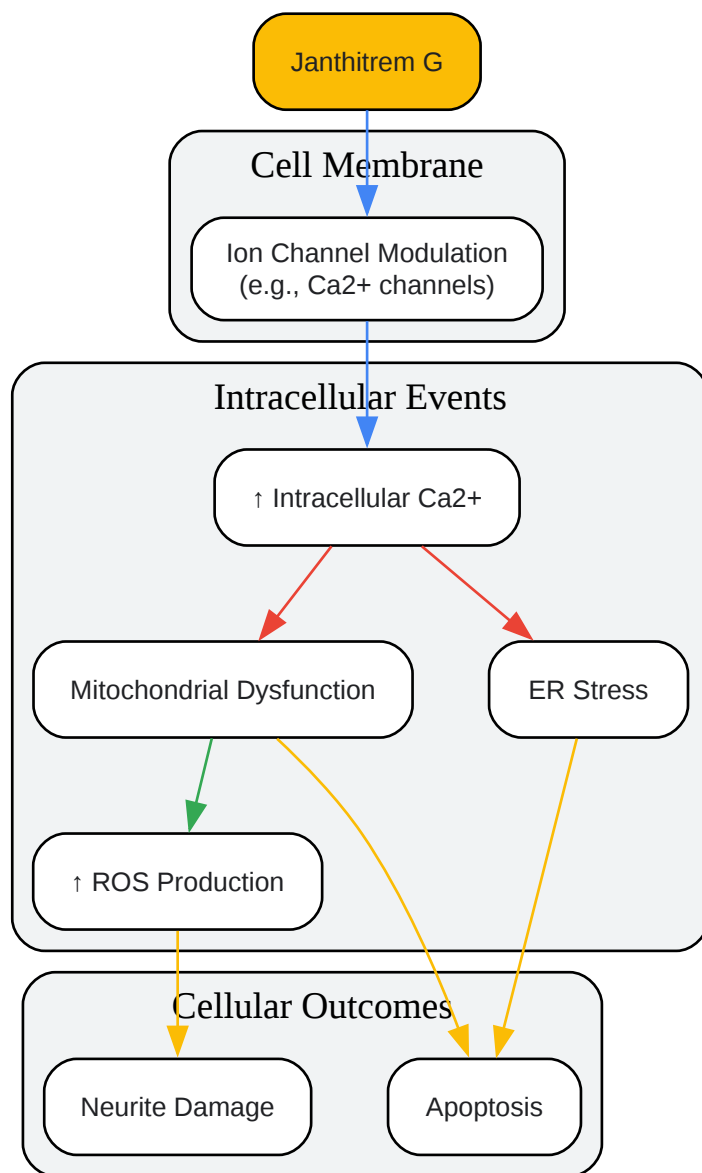 Janthitrem G
Cell Membrane
Ion Channel Modulation
(e.g., Ca2+ channels)
Intracellular Events
↑ Intracellular Ca2+
Mitochondrial Dysfunction
ER Stress
↑ ROS Production
Cellular Outcomes
Neurite Damage
Apoptosis